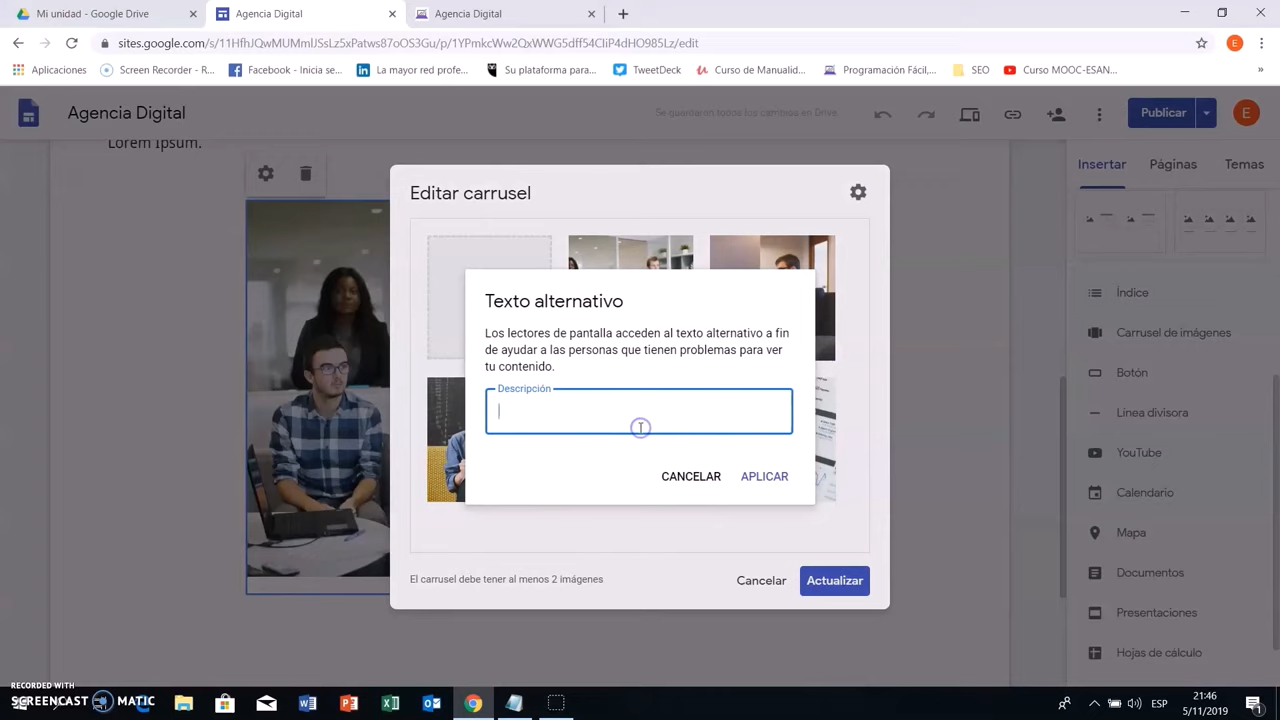 Mi unidad - Google Drive
Agencia Digital
Agencia Digital
sites.google.com/s/11HfhJQwMUMmIJSsLz5xPatws87oOS3Gu/p/1YPmkcWw2QxWWG5dff54CIiP4dHO985Lz/edit
E
Aplicaciones
Screen Recorder - R...
Facebook - Inicia se...
La mayor red profe...
Su plataforma para...
TweetDeck
Curso de Manualid...
Programación Fácil,...
SEO
Curso MOOC-ESAN...
»
Agencia Digital
Se guardaron todos los cambios en Drive
Publicar
E
Lorem Ipsum.
Insertar
Páginas
Temas
Editar carrusel
Texto alternativo
Los lectores de pantalla acceden al texto alternativo a fin
de ayudar a las personas que tienen problemas para ver
tu contenido.
Descripción
CANCELAR
APLICAR
El carrusel debe tener al menos 2 imágenes
Cancelar
Actualizar
Índice
Carrusel de imágenes
Botón
Línea divisora
YouTube
Calendario
Mapa
Documentos
Presentaciones
Hojas de cálculo
RECORDED WITH
SCREENCAST MATIC
ESP
21:46
5/11/2019
1